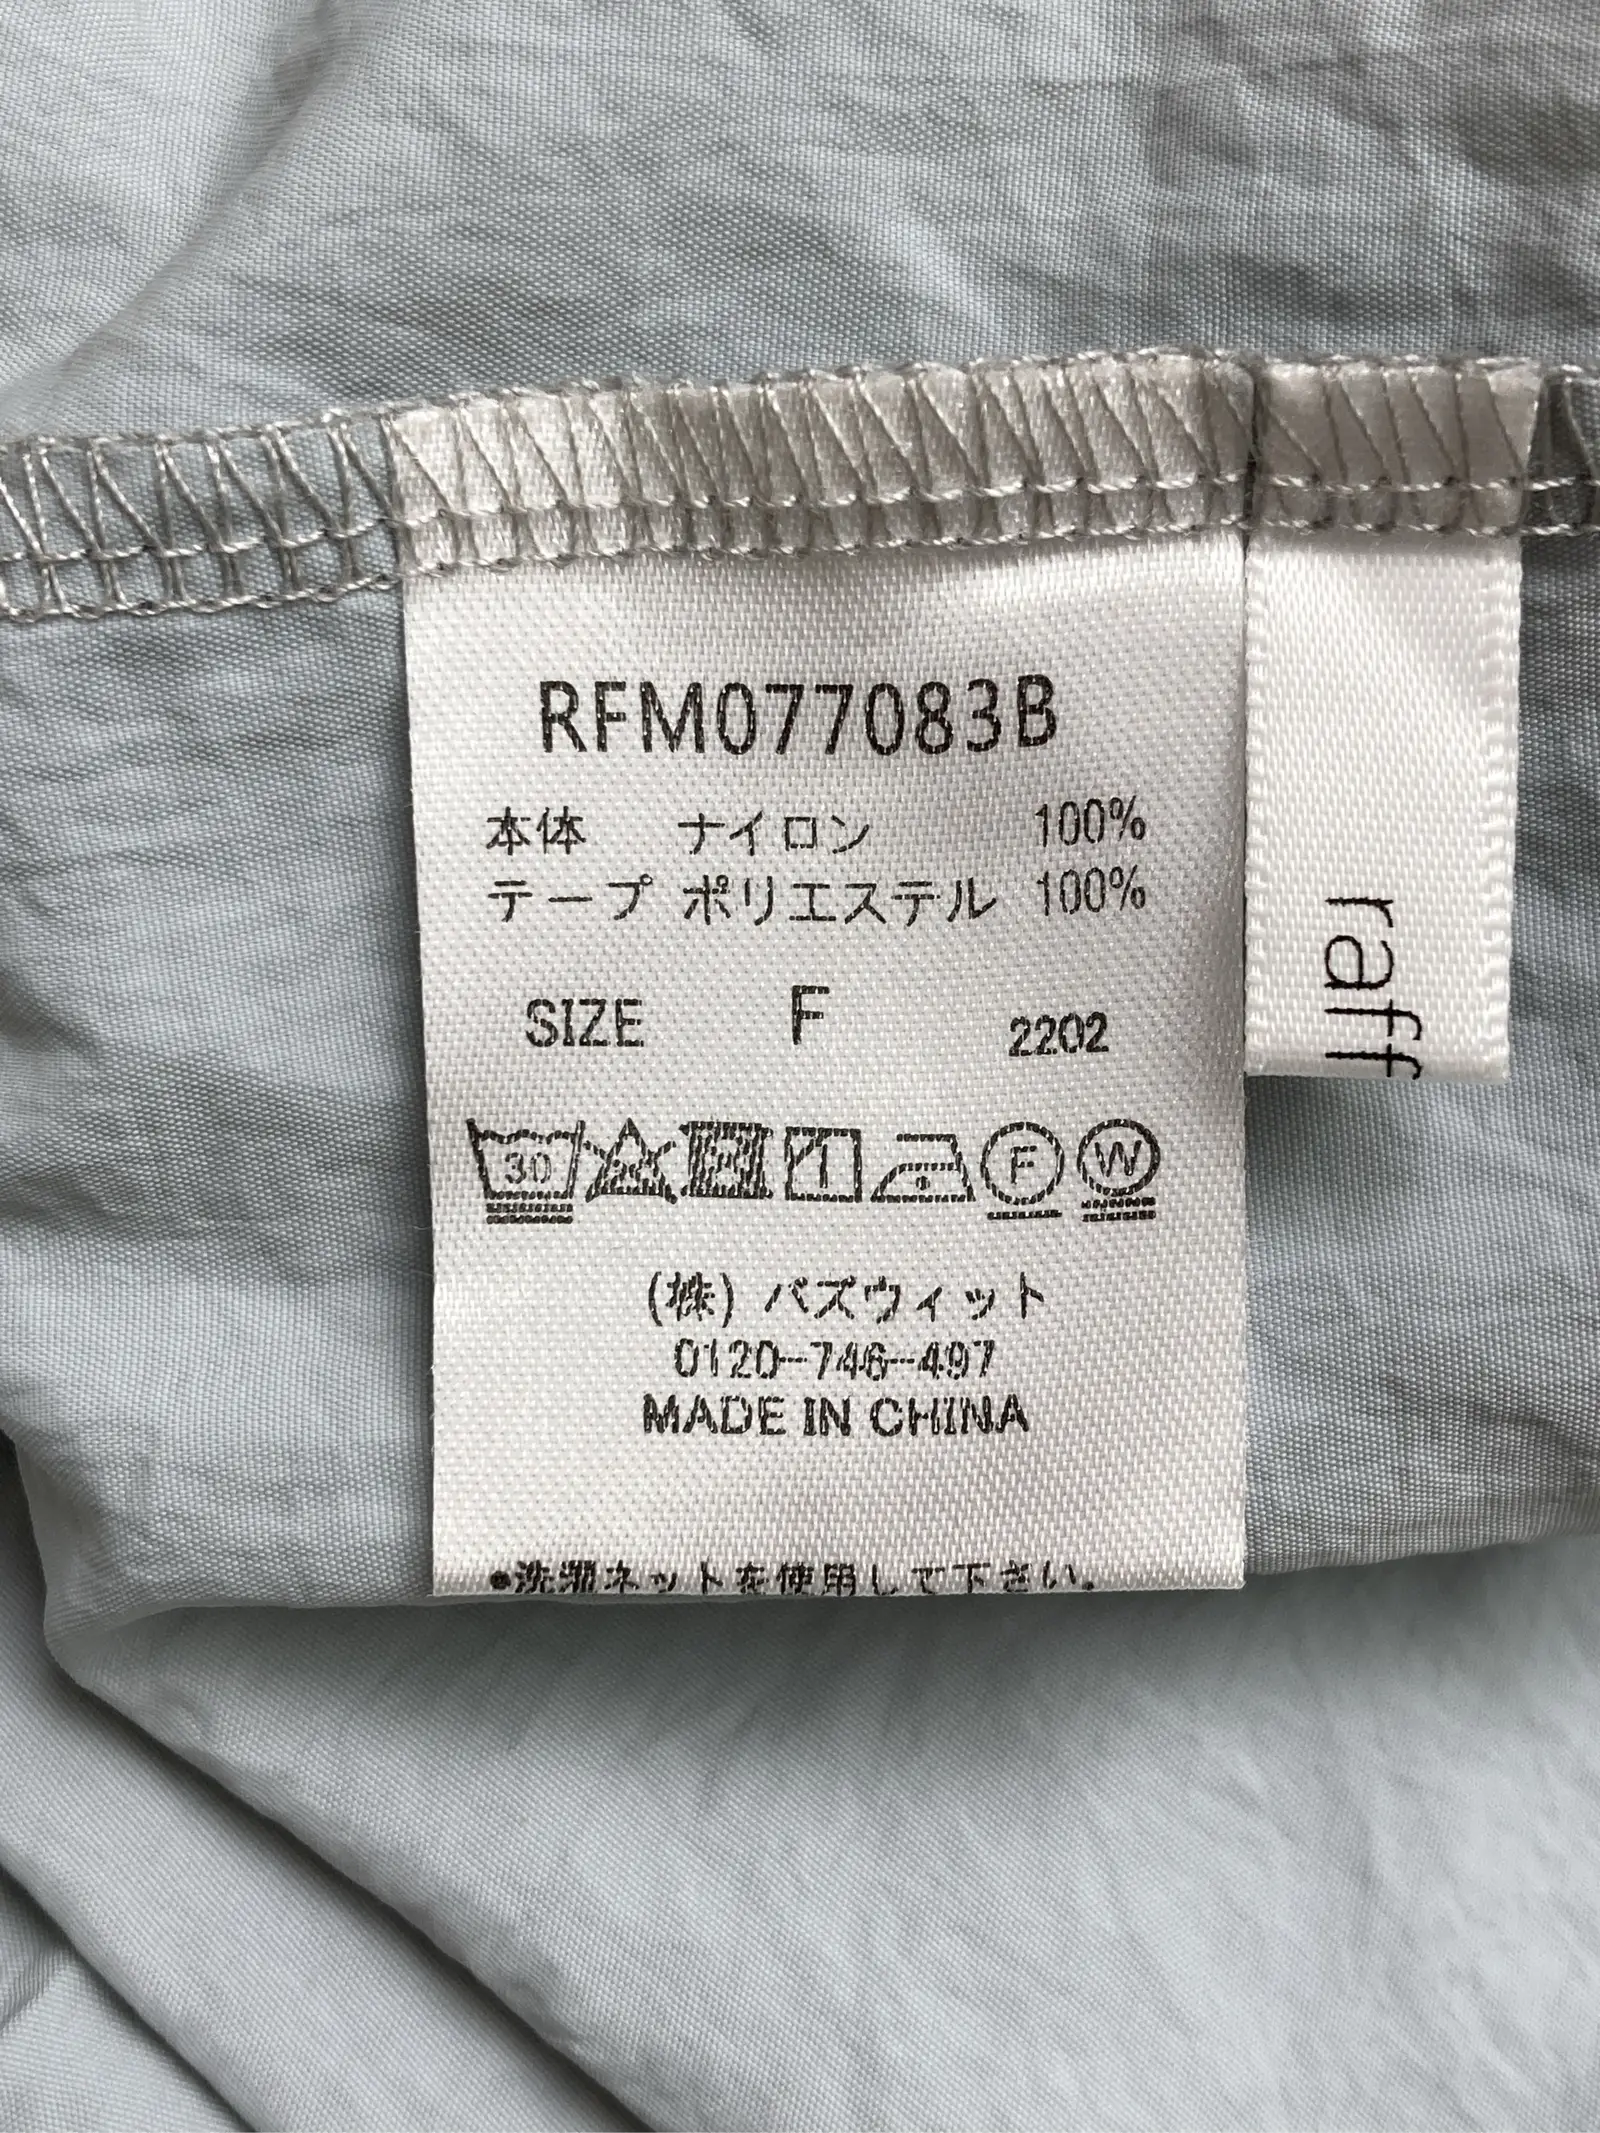 RFM077083B
本体 ナイロン 100%
テープ ポリエステル 100%
SIZE F 2202
30
F W
(株) バズウィット
0120-746-497
MADE IN CHINA
●洗濯ネットを使用して下さい。
raff